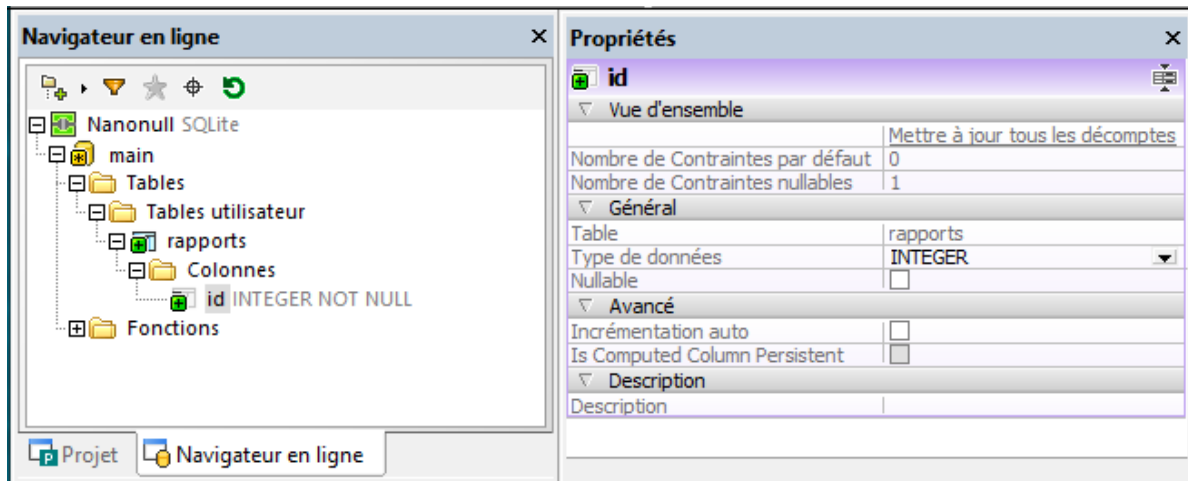 Navigateur en ligne
Nanonull SQLite
main
Tables
Tables utilisateur
rapports
Colonnes
id INTEGER NOT NULL
Fonctions
Projet
Navigateur en ligne
Propriétés
id
Vue d'ensemble
Mettre à jour tous les décomptes
Nombre de Contraintes par défaut 0
Nombre de Contraintes nullables 1
Général
Table rapports
Type de données INTEGER
Nullable
Avancé
Incrémentation auto
Is Computed Column Persistent
Description
Description